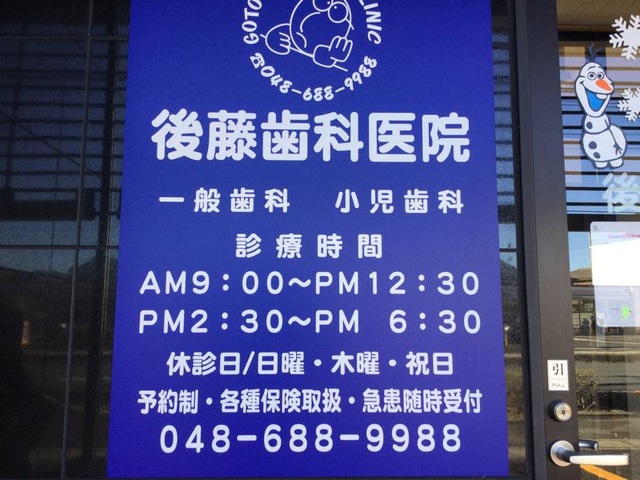 GOTO
CLINIC
☎048-688-9988
後藤歯科医院
一般歯科 小児歯科
診療時間
AM9：00～PM12：30
PM2：30～PM 6：30
休診日/日曜・木曜・祝日
予約制・各種保険取扱・急患随時受付
048-688-9988
後
引
PULL